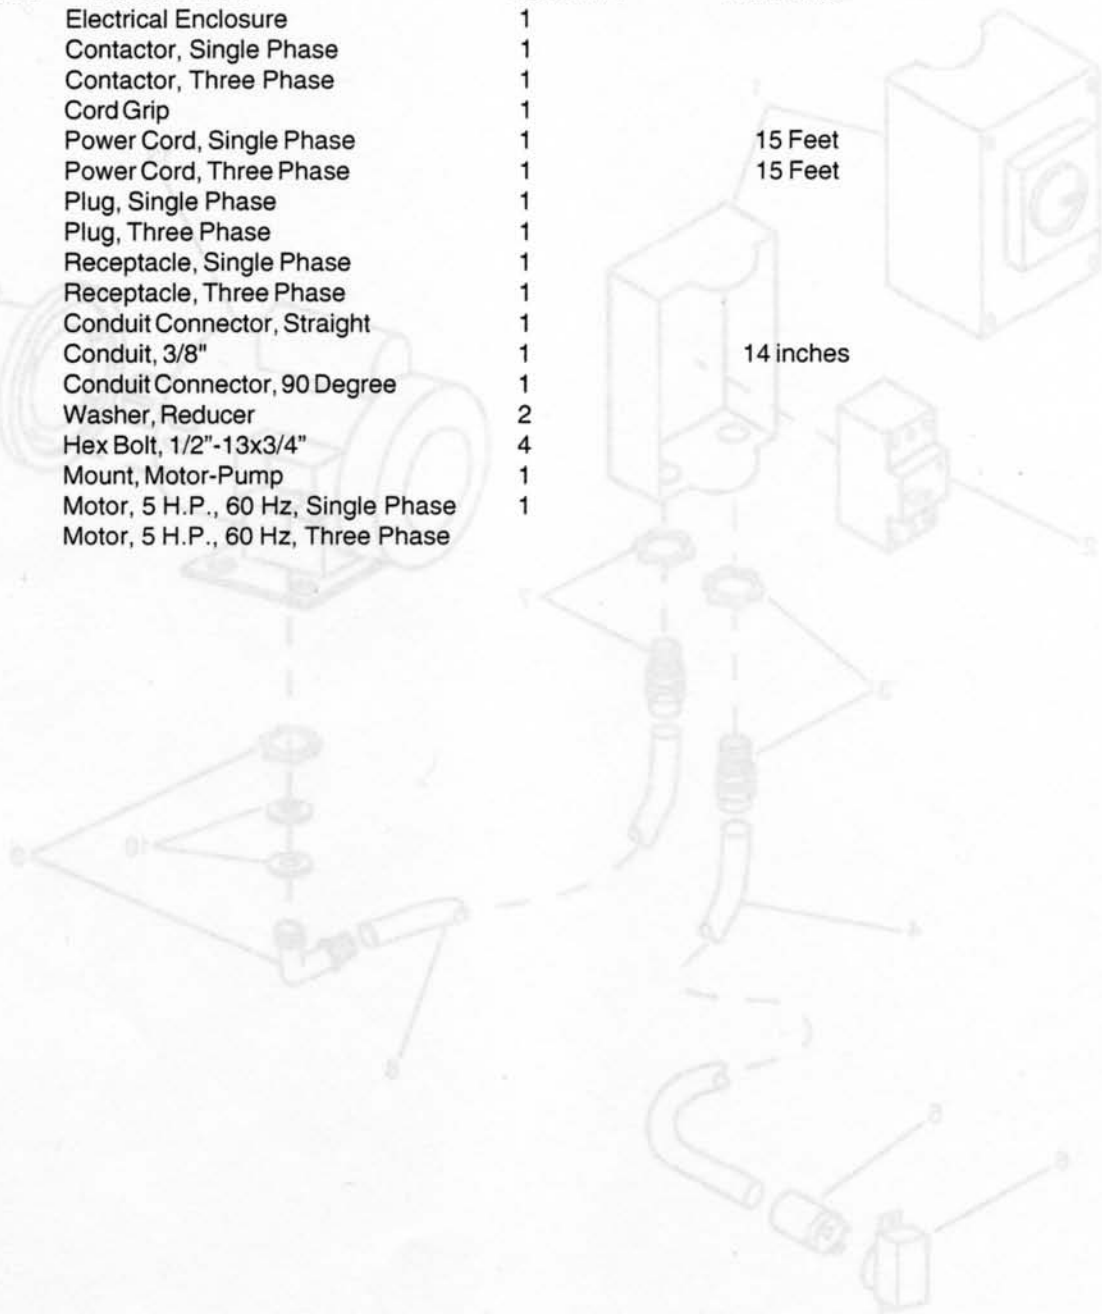 Electrical Enclosure 1
Contactor, Single Phase 1
Contactor, Three Phase 1
Cord Grip 1
Power Cord, Single Phase 1 15 Feet
Power Cord, Three Phase 1 15 Feet
Plug, Single Phase 1
Plug, Three Phase 1
Receptacle, Single Phase 1
Receptacle, Three Phase 1
Conduit Connector, Straight 1
Conduit, 3/8" 1 14 inches
Conduit Connector, 90 Degree 1
Washer, Reducer 2
Hex Bolt, 1/2"-13x3/4" 4
Mount, Motor-Pump 1
Motor, 5 H.P., 60 Hz, Single Phase 1
Motor, 5 H.P., 60 Hz, Three Phase